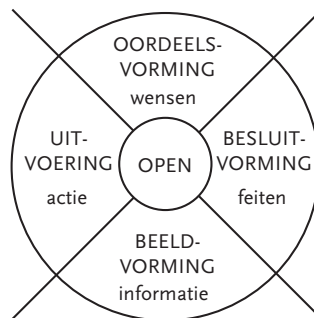 OORDEELS-
VORMING
wensen
UIT-
VOERING
actie
OPEN
BESLUIT-
VORMING
feiten
BEELD-
VORMING
informatie